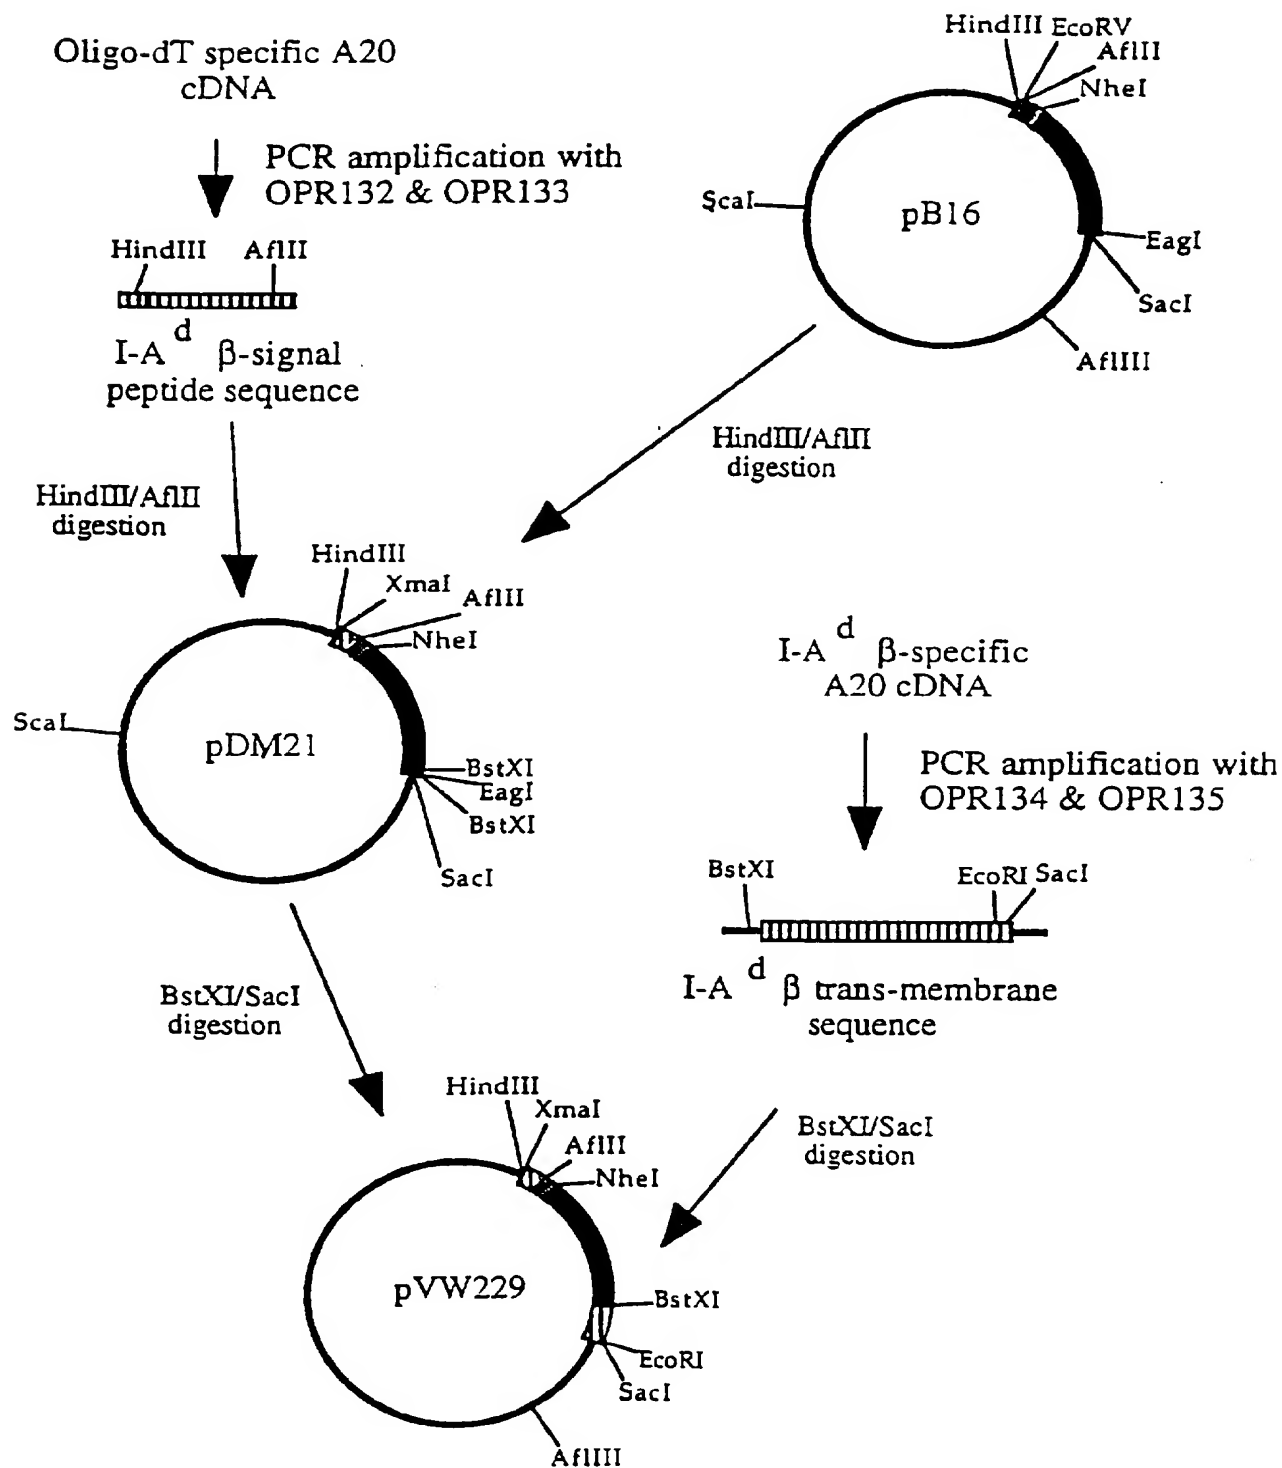 Oligo-dT specific A20
cDNA
PCR amplification with
OPR132 & OPR133
HindIII AflII
I-A d β-signal
peptide sequence
HindIII/AflII
digestion
HindIII EcoRV
AflII
NheI
ScaI
pB16
EagI
SacI
AflIII
HindIII/AflII
digestion
HindIII
XmaI
AflII
NheI
ScaI
pDM21
BstXI
EagI
BstXI
SacI
I-A d β-specific
A20 cDNA
PCR amplification with
OPR134 & OPR135
BstXI EcoRI SacI
I-A d β trans-membrane
sequence
BstXI/SacI
digestion
BstXI/SacI
digestion
HindIII
XmaI
AflII
NheI
pVW229
BstXI
EcoRI
SacI
AflIII